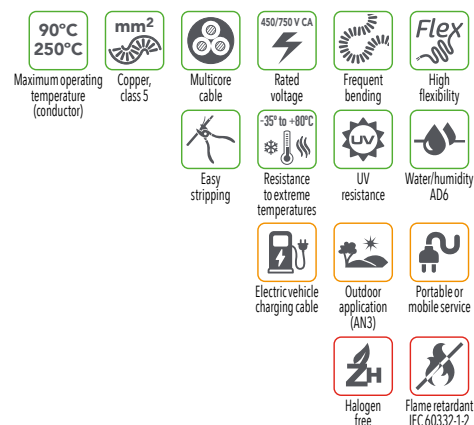 90°C
250°C
mm²
450/750 V CA
Flex
Maximum operating
temperature
(conductor)
Copper,
class 5
Multicore
cable
Rated
voltage
Frequent
bending
High
flexibility
-35° to +80°C
UV
Easy
stripping
Resistance
to extreme
temperatures
UV
resistance
Water/humidity
AD6
Electric vehicle
charging cable
Outdoor
application
(AN3)
Portable or
mobile service
ZH
Halogen
free
Flame retardant
IEC 60332-1-2